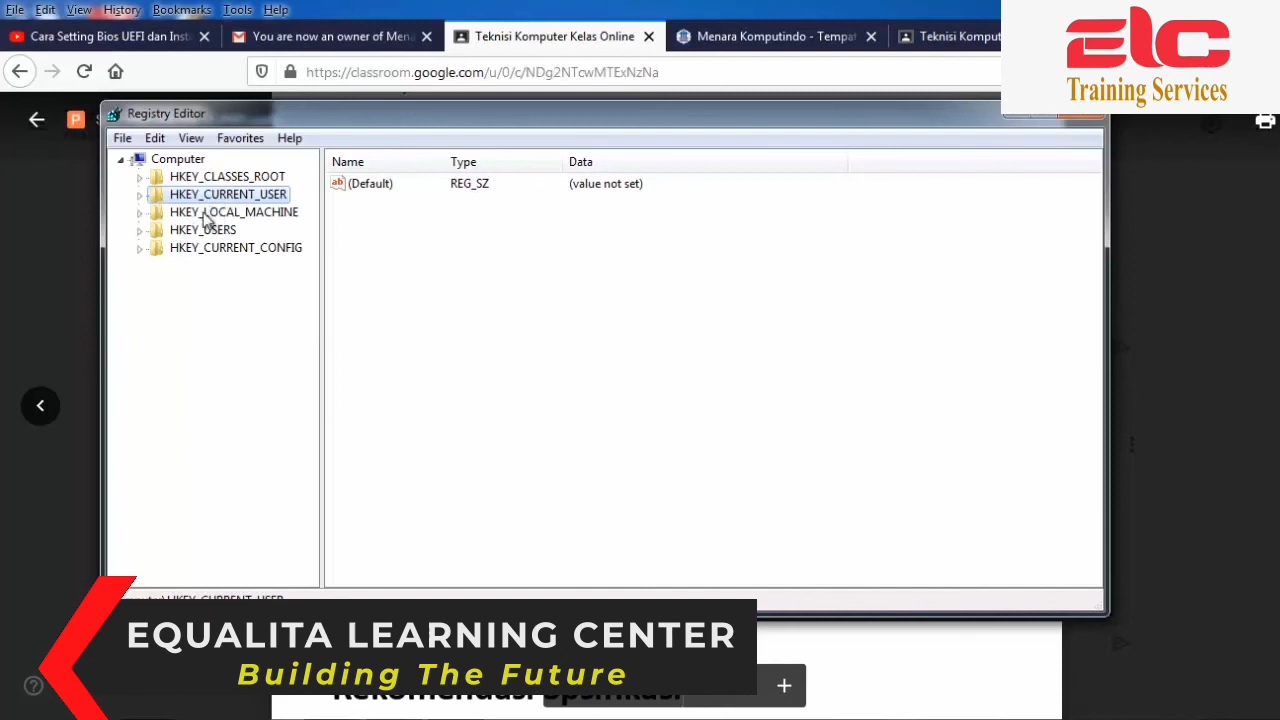 File Edit View History Bookmarks Tools Help
Cara Setting Bios UEFI dan Insta
You are now an owner of Mena
Teknisi Komputer Kelas Online
Menara Komputindo - Tempat
Teknisi Kompu
https://classroom.google.com/u/0/c/NDg2NTcwMTExNzNa
elc
Training Services
P
Registry Editor
File Edit View Favorites Help
Computer
HKEY_CLASSES_ROOT
HKEY_CURRENT_USER
HKEY_LOCAL_MACHINE
HKEY_USERS
HKEY_CURRENT_CONFIG
Name Type Data
ab (Default) REG_SZ (value not set)
EQUALITA LEARNING CENTER
Building The Future